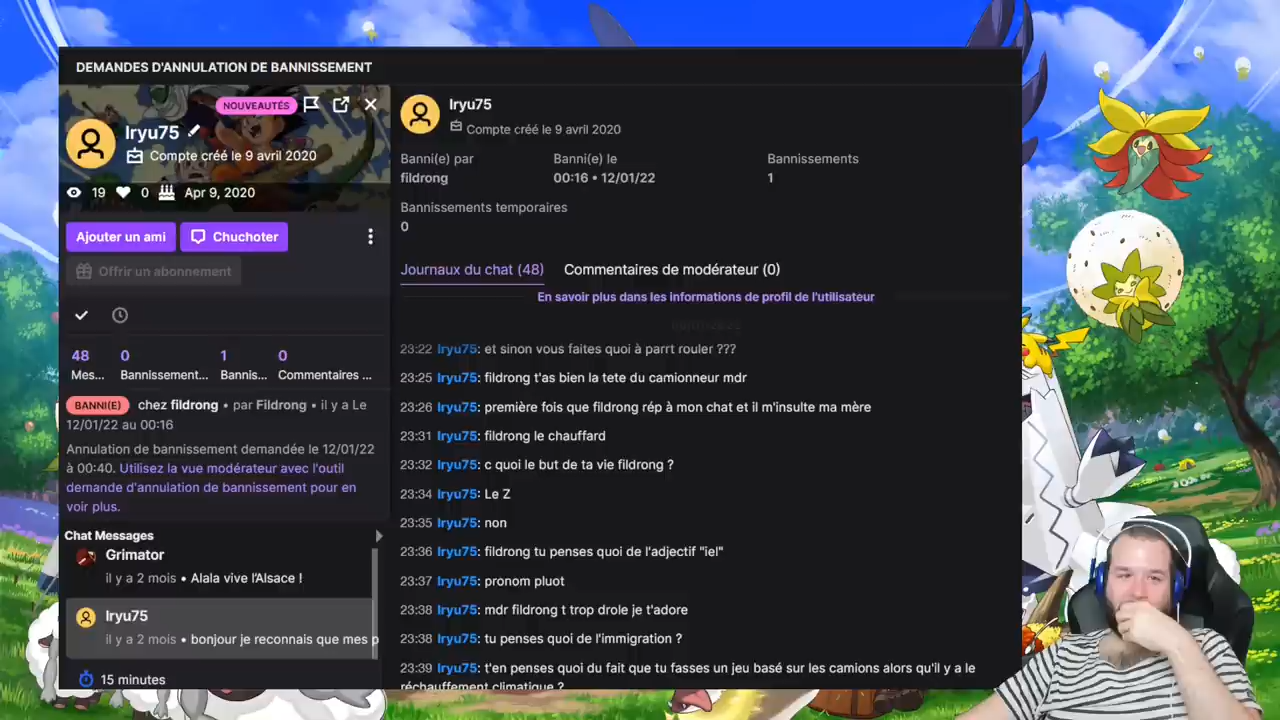 DEMANDES D'ANNULATION DE BANNISSEMENT
NOUVEAUTÉS
Iryu75
Compte créé le 9 avril 2020
19 0 Apr 9, 2020
Ajouter un ami
Chuchoter
Offrir un abonnement
48 0 1 0
Mes... Bannissement... Bannis... Commentaires ...
BANNI(E) chez fildrong • par Fildrong • il y a Le
12/01/22 au 00:16
Annulation de bannissement demandée le 12/01/22
à 00:40. Utilisez la vue modérateur avec l'outil
demande d'annulation de bannissement pour en
voir plus.
Chat Messages
Grimator
il y a 2 mois • Alala vive l'Alsace !
Iryu75
il y a 2 mois • bonjour je reconnais que mes p
15 minutes
Iryu75
Compte créé le 9 avril 2020
Banni(e) par Banni(e) le Bannissements
fildrong 00:16 • 12/01/22 1
Bannissements temporaires
0
Journaux du chat (48) Commentaires de modérateur (0)
En savoir plus dans les informations de profil de l'utilisateur
23:22 Iryu75: et sinon vous faites quoi à parrt rouler ???
23:25 Iryu75: fildrong t'as bien la tete du camionneur mdr
23:26 Iryu75: première fois que fildrong rép à mon chat et il m'insulte ma mère
23:31 Iryu75: fildrong le chauffard
23:32 Iryu75: c quoi le but de ta vie fildrong ?
23:34 Iryu75: Le Z
23:35 Iryu75: non
23:36 Iryu75: fildrong tu penses quoi de l'adjectif "iel"
23:37 Iryu75: pronom pluot
23:38 Iryu75: mdr fildrong t trop drole je t'adore
23:38 Iryu75: tu penses quoi de l'immigration ?
23:39 Iryu75: t'en penses quoi du fait que tu fasses un jeu basé sur les camions alors qu'il y a le
réchauffement climatique ?